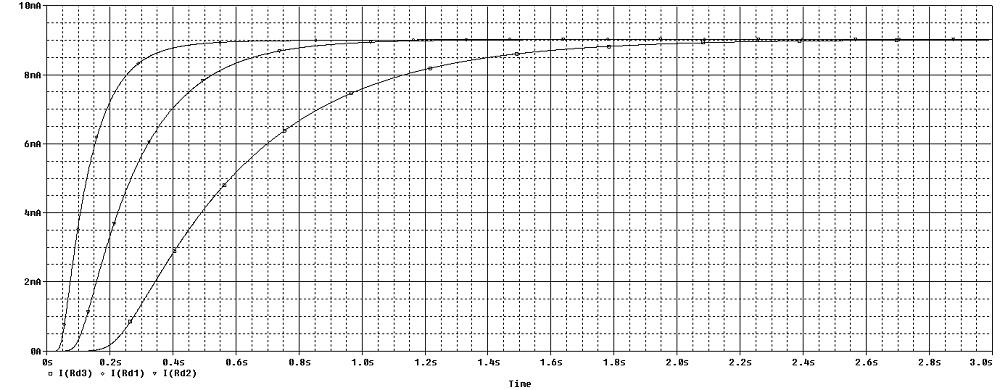 10mA
8mA
6mA
4mA
2mA
0A
0s 0.2s 0.4s 0.6s 0.8s 1.0s 1.2s 1.4s 1.6s 1.8s 2.0s 2.2s 2.4s 2.6s 2.8s 3.0s
I(Rd3) I(Rd1) I(Rd2)
Time